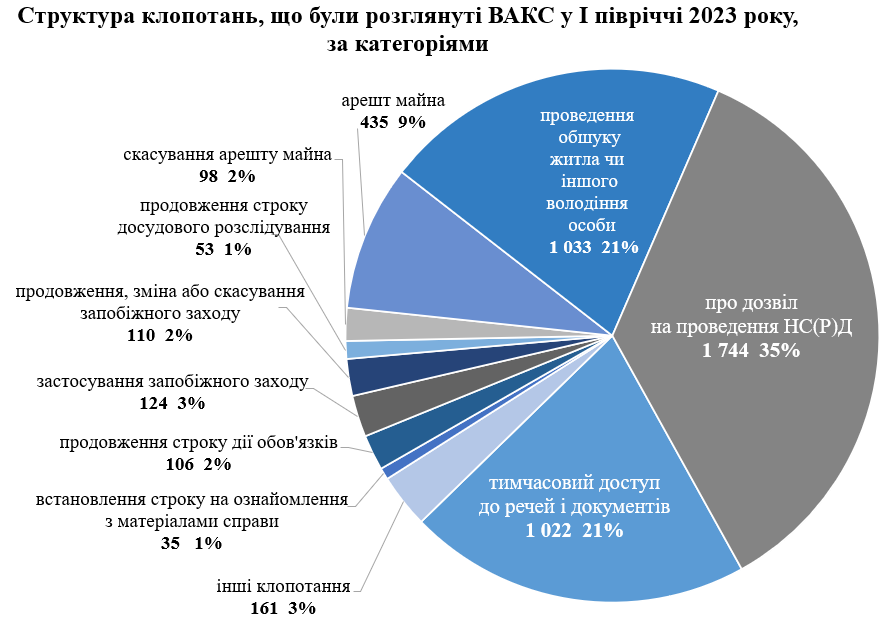 Структура клопотань, що були розглянуті ВАКС у І півріччі 2023 року,
за категоріями
арешт майна
435 9%
скасування арешту майна
98 2%
продовження строку
досудового розслідування
53 1%
продовження, зміна або скасування
запобіжного заходу
110 2%
застосування запобіжного заходу
124 3%
продовження строку дії обов'язків
106 2%
встановлення строку на ознайомлення
з матеріалами справи
35 1%
інші клопотання
161 3%
проведення
обшуку
житла чи
іншого
володіння
особи
1 033 21%
про дозвіл
на проведення НС(Р)Д
1 744 35%
тимчасовий доступ
до речей і документів
1 022 21%